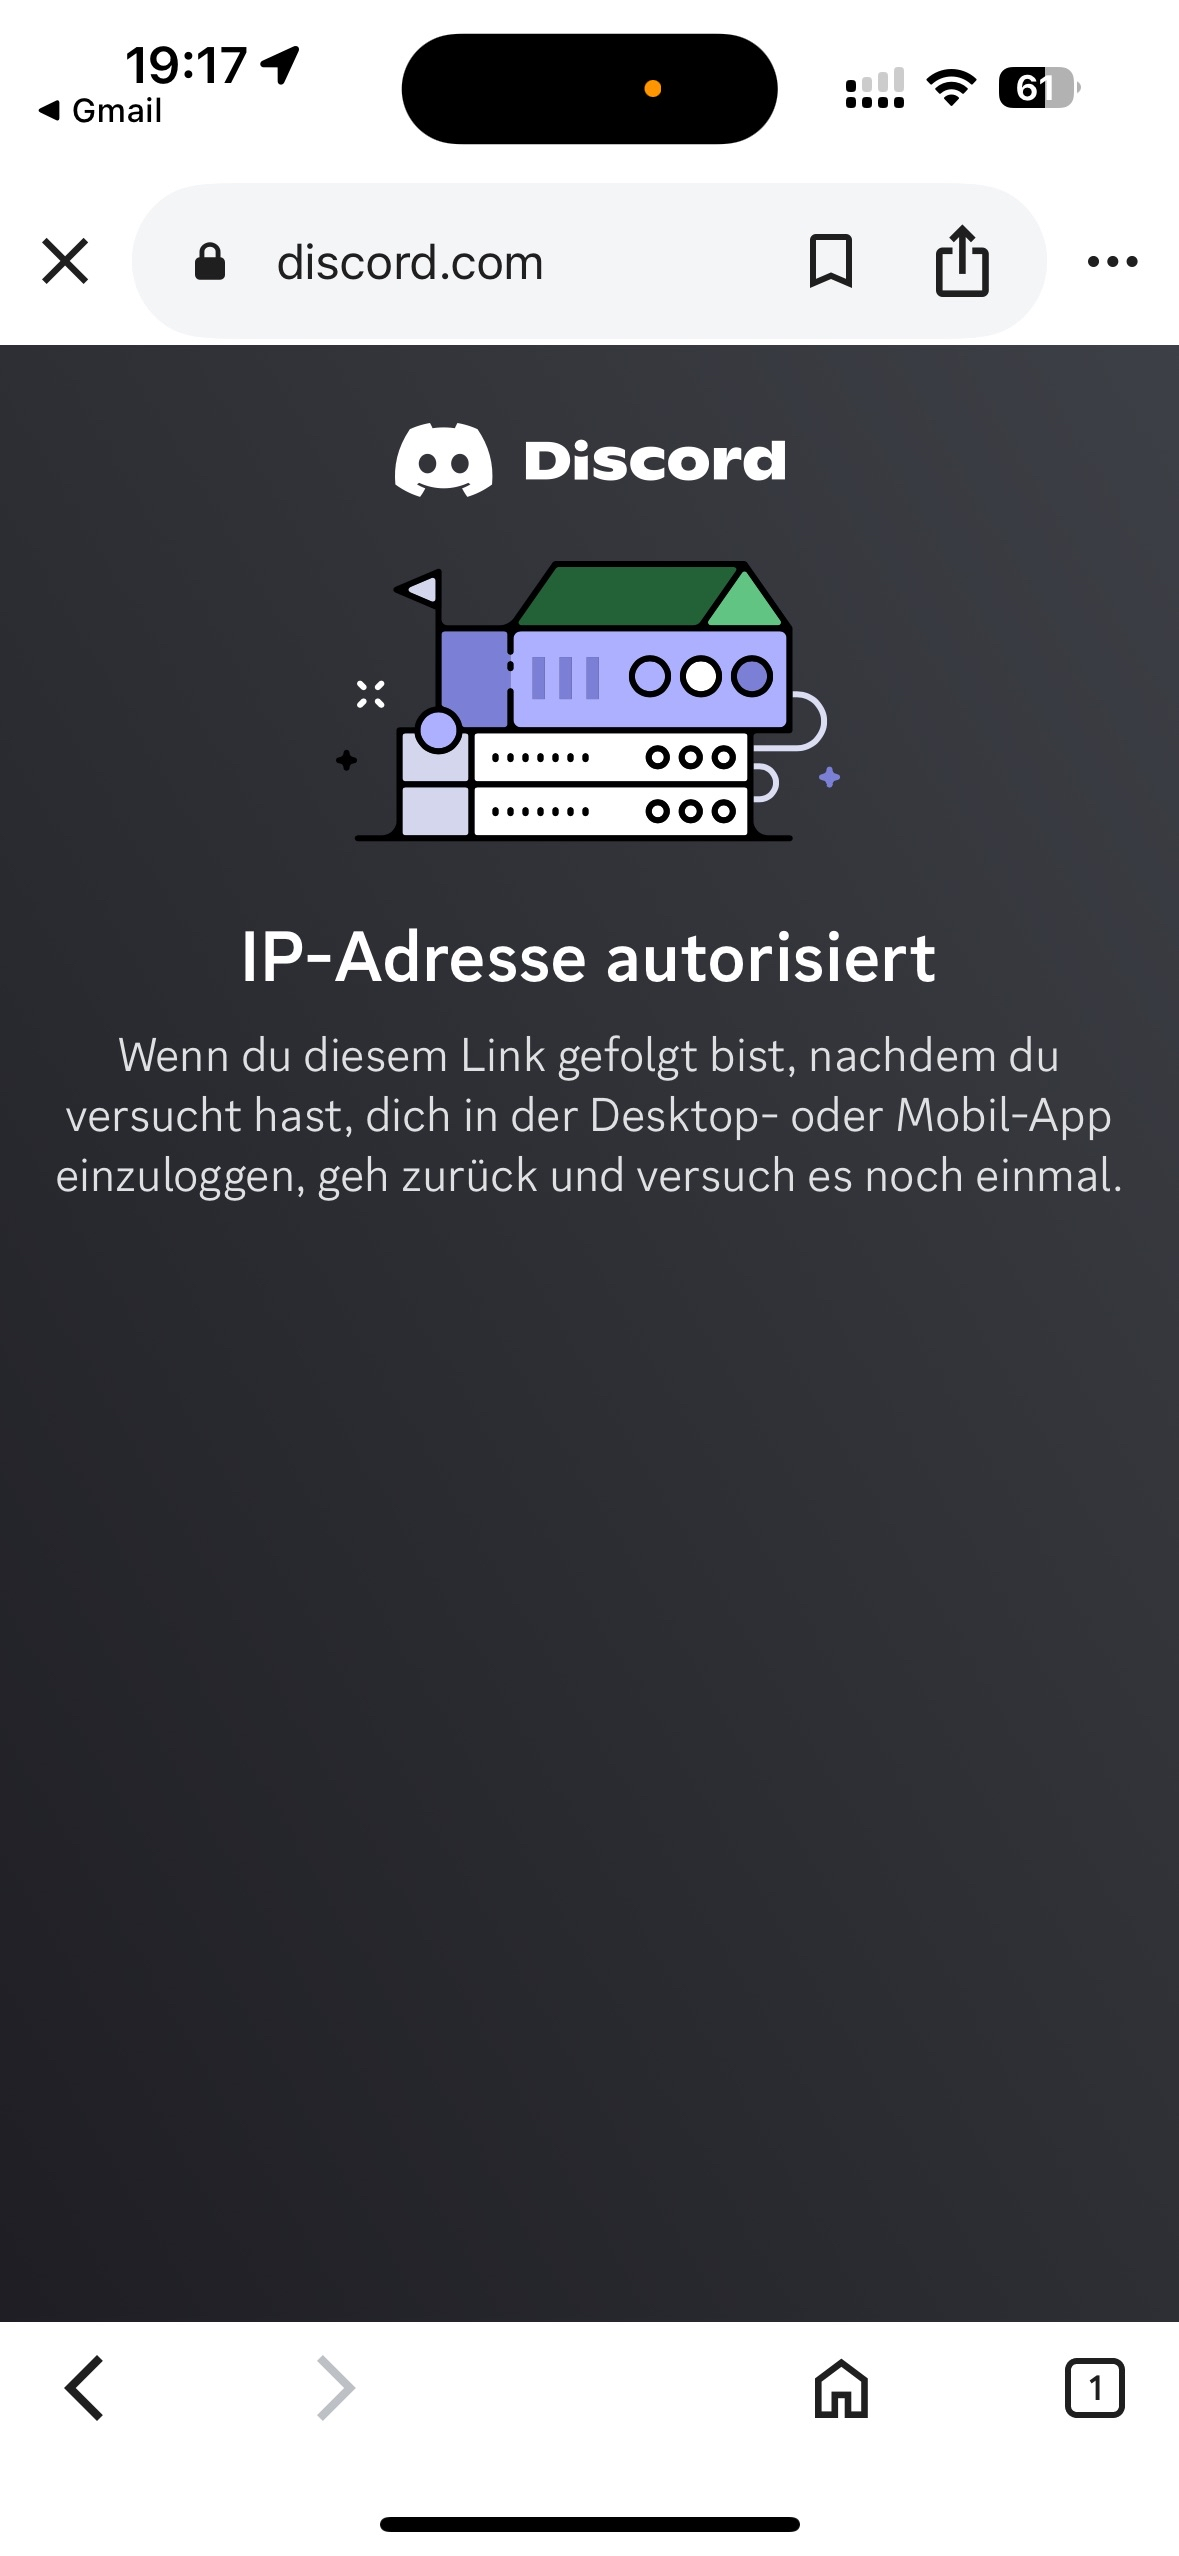 19:17
Gmail
61
discord.com
Discord
IP-Adresse autorisiert
Wenn du diesem Link gefolgt bist, nachdem du
versucht hast, dich in der Desktop- oder Mobil-App
einzuloggen, geh zurück und versuch es noch einmal.
1